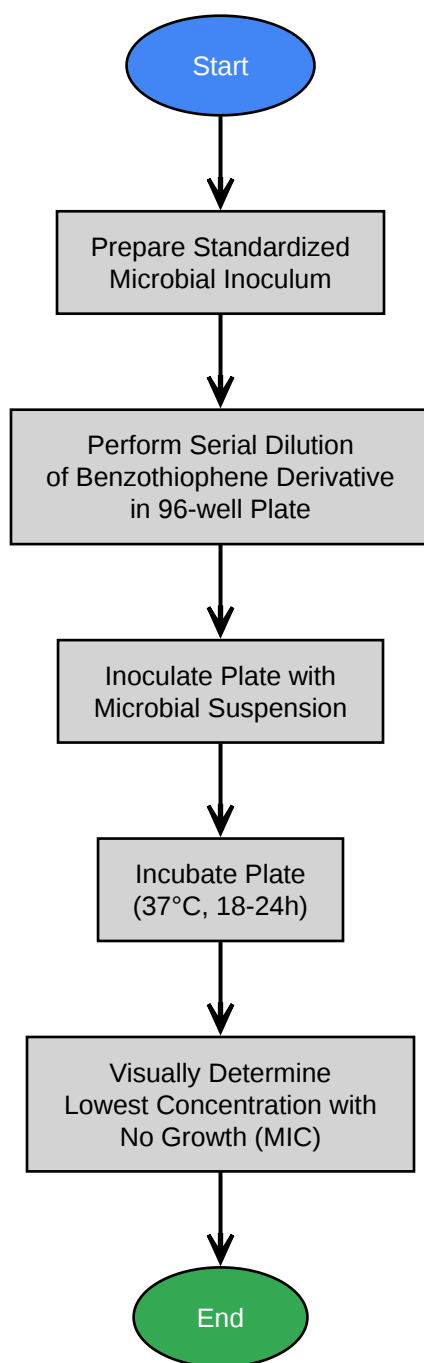 Start
Prepare Standardized
Microbial Inoculum
Perform Serial Dilution
of Benzothiophene Derivative
in 96-well Plate
Inoculate Plate with
Microbial Suspension
Incubate Plate
(37°C, 18-24h)
Visually Determine
Lowest Concentration with
No Growth (MIC)
End